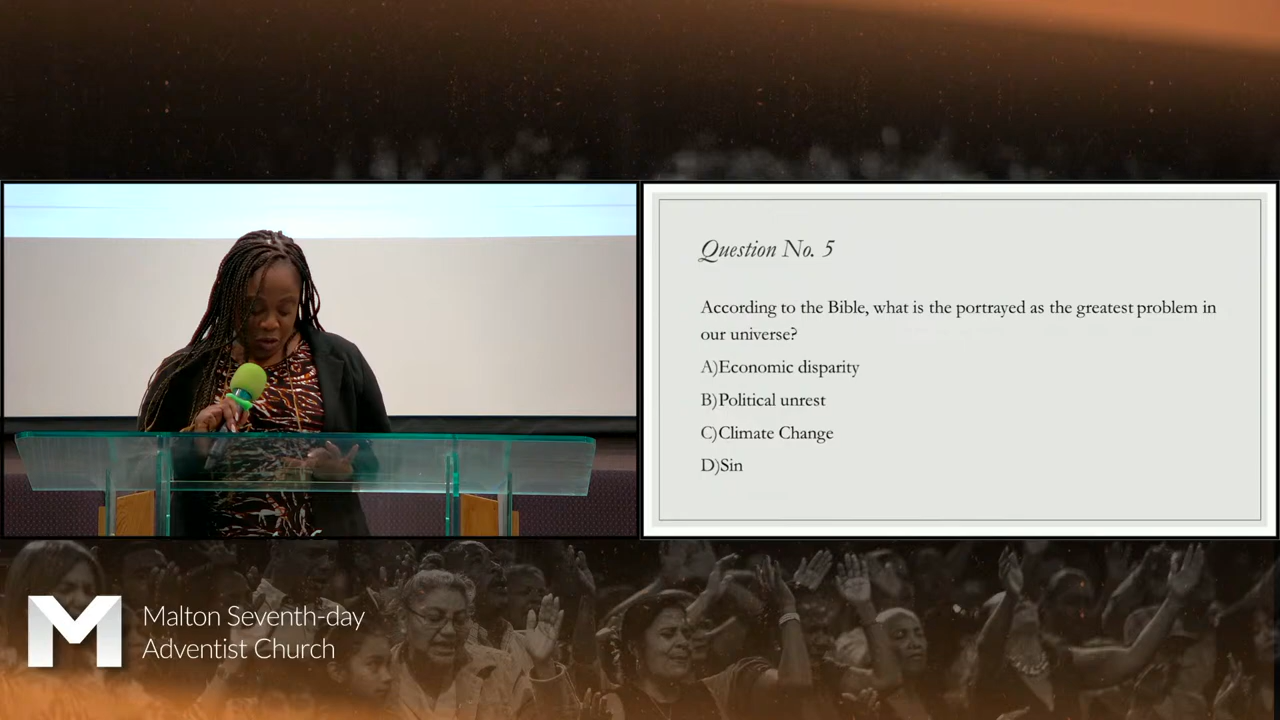 Question No. 5
According to the Bible, what is the portrayed as the greatest problem in
our universe?
A)Economic disparity
B)Political unrest
C)Climate Change
D)Sin
Malton Seventh-day
Adventist Church